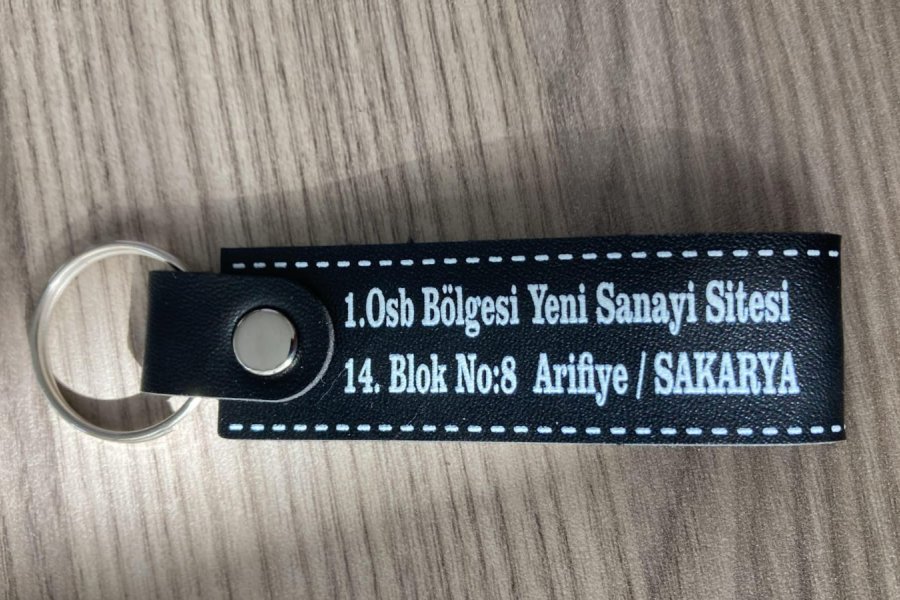 1.Osb Bölgesi Yeni Sanayi Sitesi
14. Blok No:8 Arifiye / SAKARYA